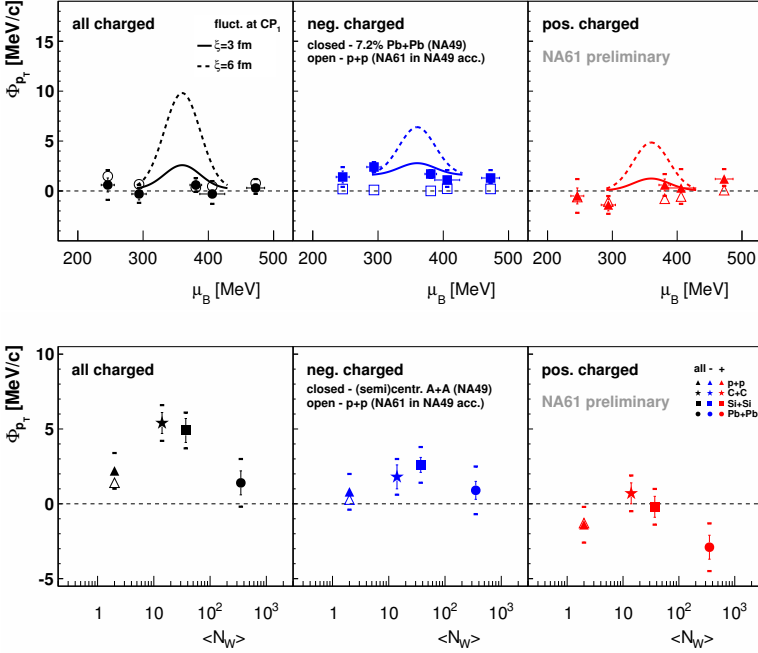 all charged
fluct. at CP₁
ξ=3 fm
ξ=6 fm
neg. charged
closed - 7.2% Pb+Pb (NA49)
open - p+p (NA61 in NA49 acc.)
pos. charged
NA61 preliminary
Φ_pT [MeV/c]
15
10
5
0
200 300 400 500
200 300 400 500
200 300 400 500
μ_B [MeV]
μ_B [MeV]
μ_B [MeV]
all charged
neg. charged
closed - (semi)centr. A+A (NA49)
open - p+p (NA61 in NA49 acc.)
pos. charged
NA61 preliminary
all - +
p+p
C+C
Si+Si
Pb+Pb
Φ_pT [MeV/c]
10
5
0
-5
1 10 10² 10³
1 10 10² 10³
1 10 10² 10³
<N_W>
<N_W>
<N_W>